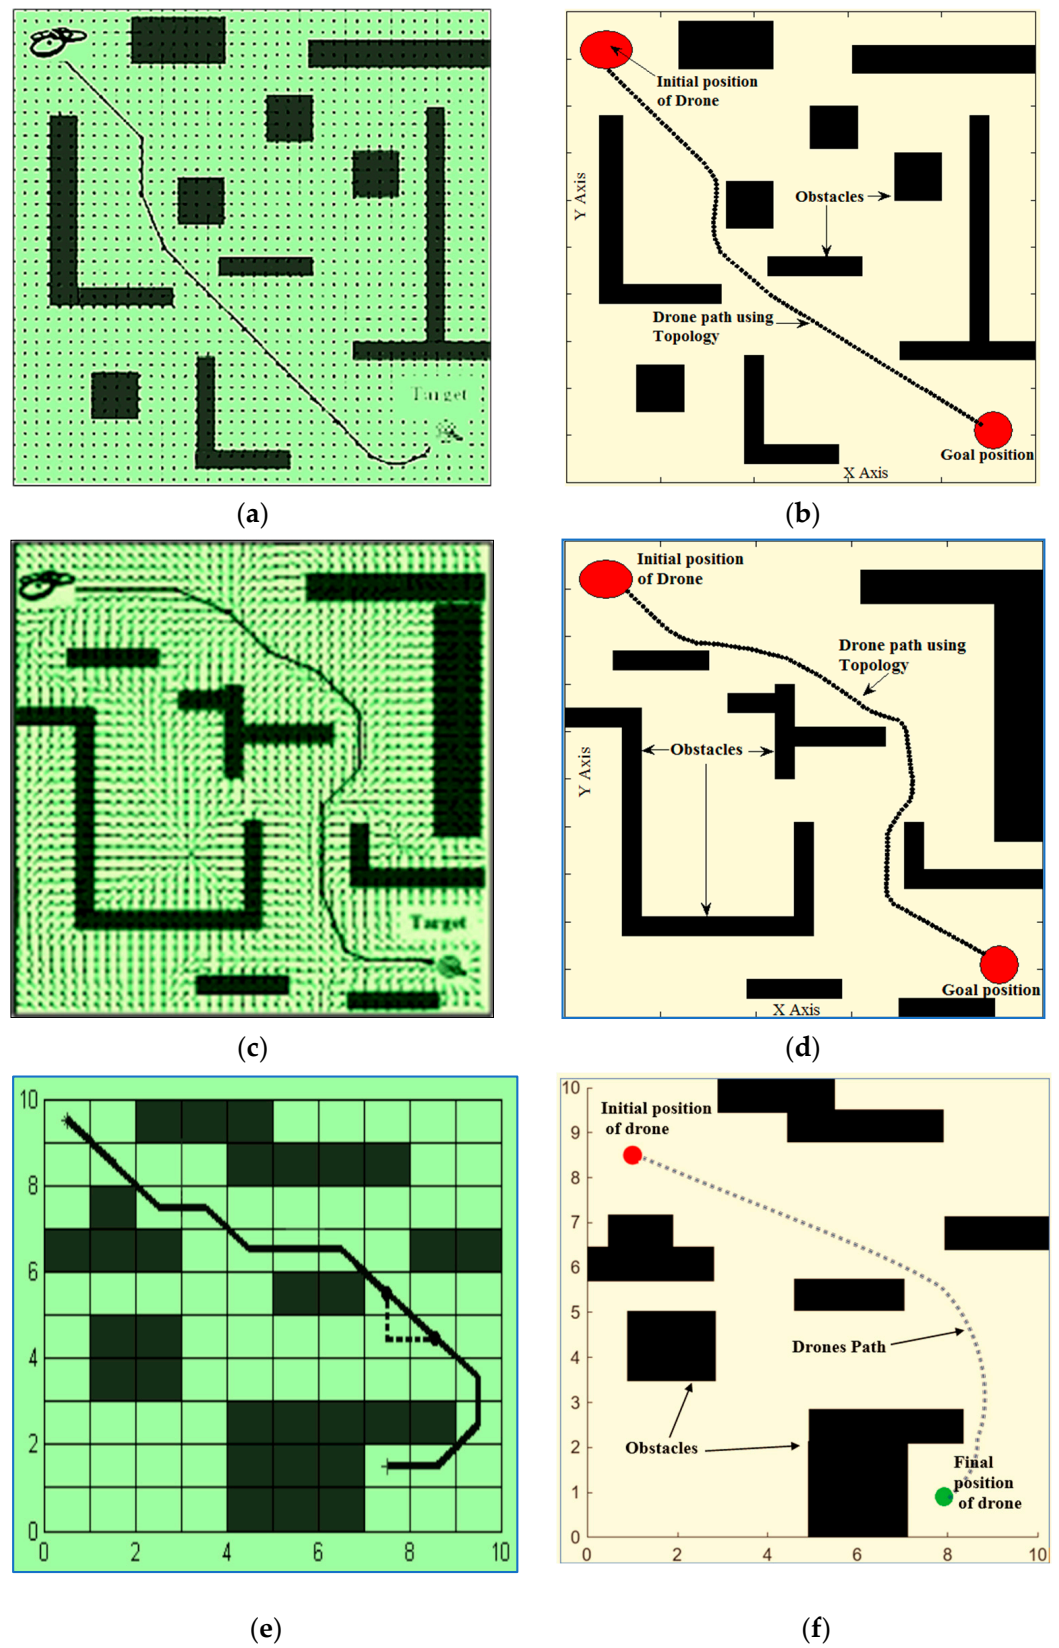 Target
(a)
Initial position
of Drone
Y Axis
Obstacles
Drone path using
Topology
Goal position
X Axis
(b)
Target
(c)
Initial position
of Drone
Drone path using
Topology
Obstacles
Y Axis
Goal position
X Axis
(d)
10
8
6
4
2
0
0 2 4 6 8 10
(e)
10
9
8
7
6
5
4
3
2
1
0
0 2 4 6 8 10
Initial position
of drone
Drones Path
Obstacles
Final
position
of drone
(f)